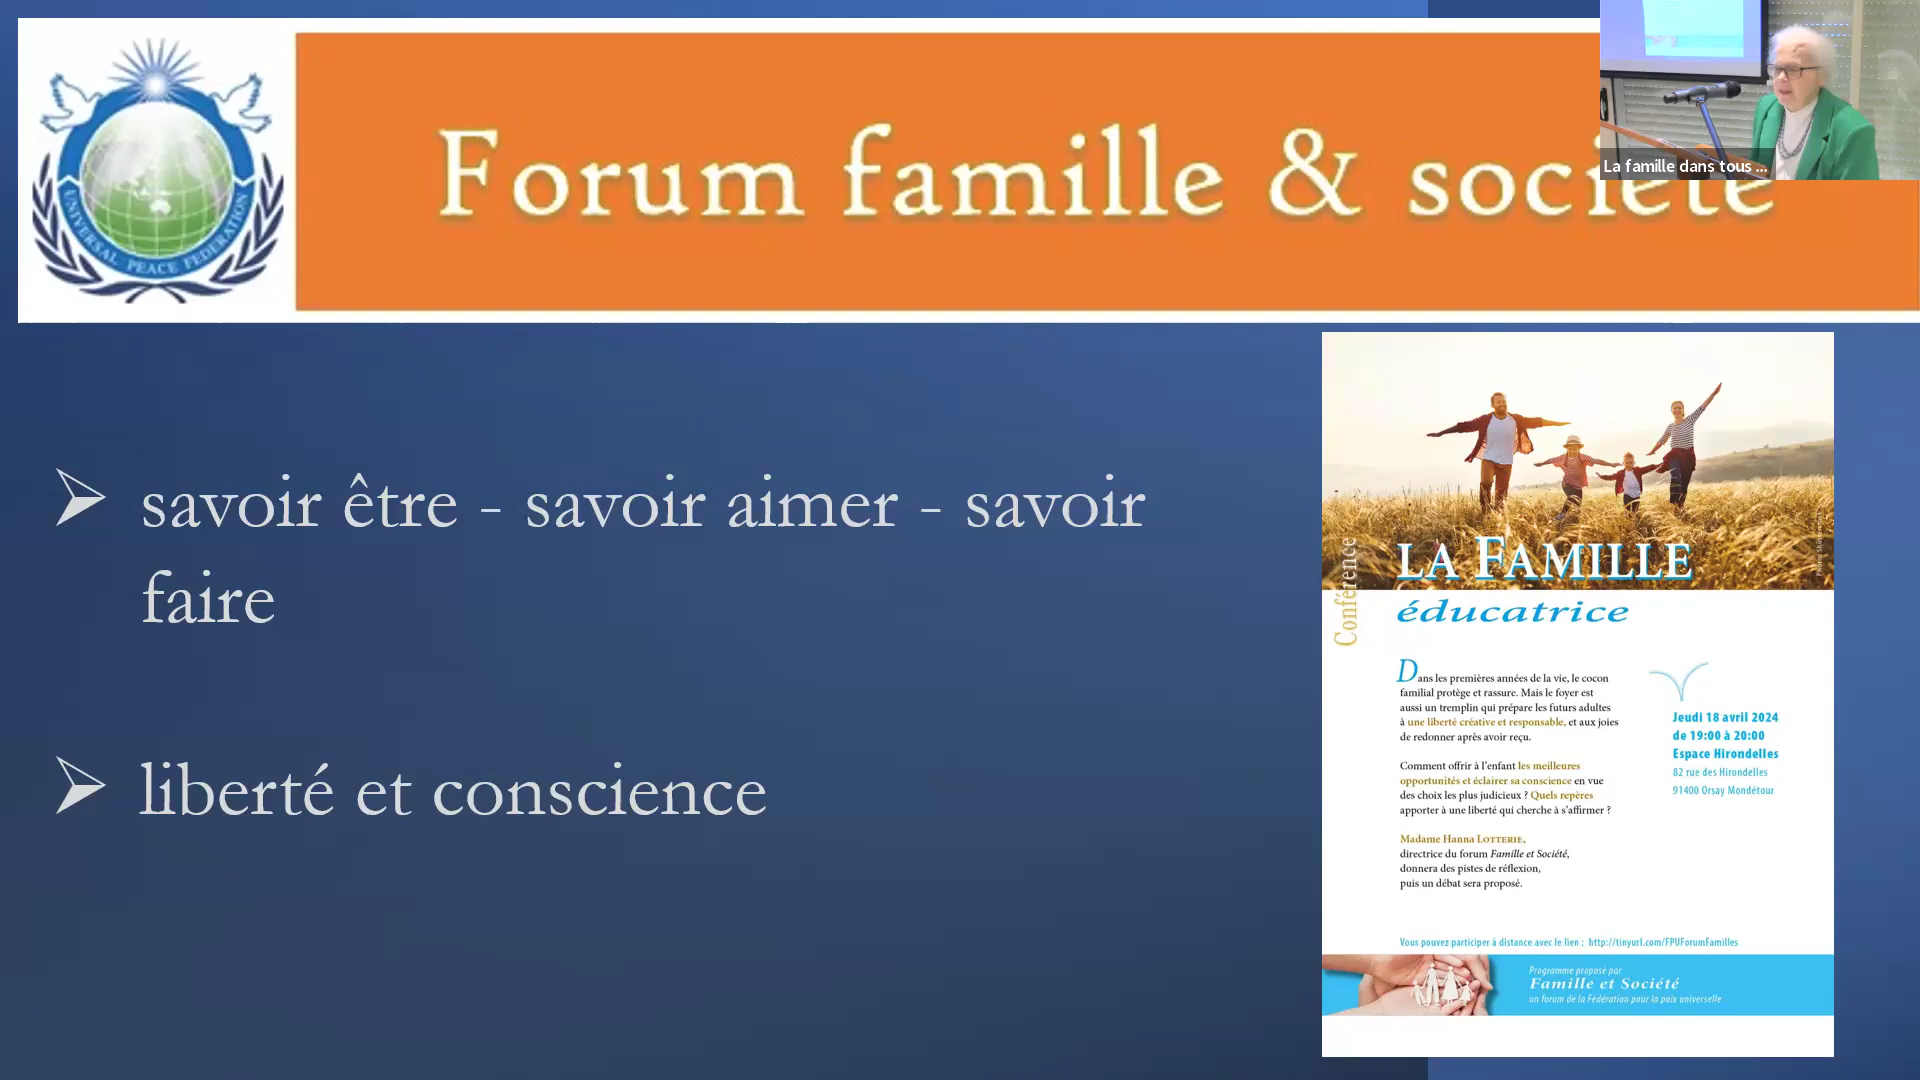 UNIVERSAL PEACE FEDERATION
Forum famille & société
La famille dans tous ...
savoir être - savoir aimer - savoir
faire
liberté et conscience
Conférence
LA FAMILLE
éducatrice
Dans les premières années de la vie, le cocon
familial protège et rassure. Mais le foyer est
aussi un tremplin qui prépare les futurs adultes
à une liberté créative et responsable, et aux joies
de redonner après avoir reçu.
Comment offrir à l'enfant les meilleures
opportunités et éclairer sa conscience en vue
des choix les plus judicieux ? Quels repères
apporter à une liberté qui cherche à s'affirmer ?
Madame Hanna LOTTERIE,
directrice du forum Famille et Société,
donnera des pistes de réflexion,
puis un débat sera proposé.
Jeudi 18 avril 2024
de 19:00 à 20:00
Espace Hirondelles
82 rue des Hirondelles
91400 Orsay Mondétour
Vous pouvez participer à distance avec le lien : http://tinyurl.com/FPUForumFamilles
Programme proposé par
Famille et Société
un forum de la Fédération pour la paix universelle